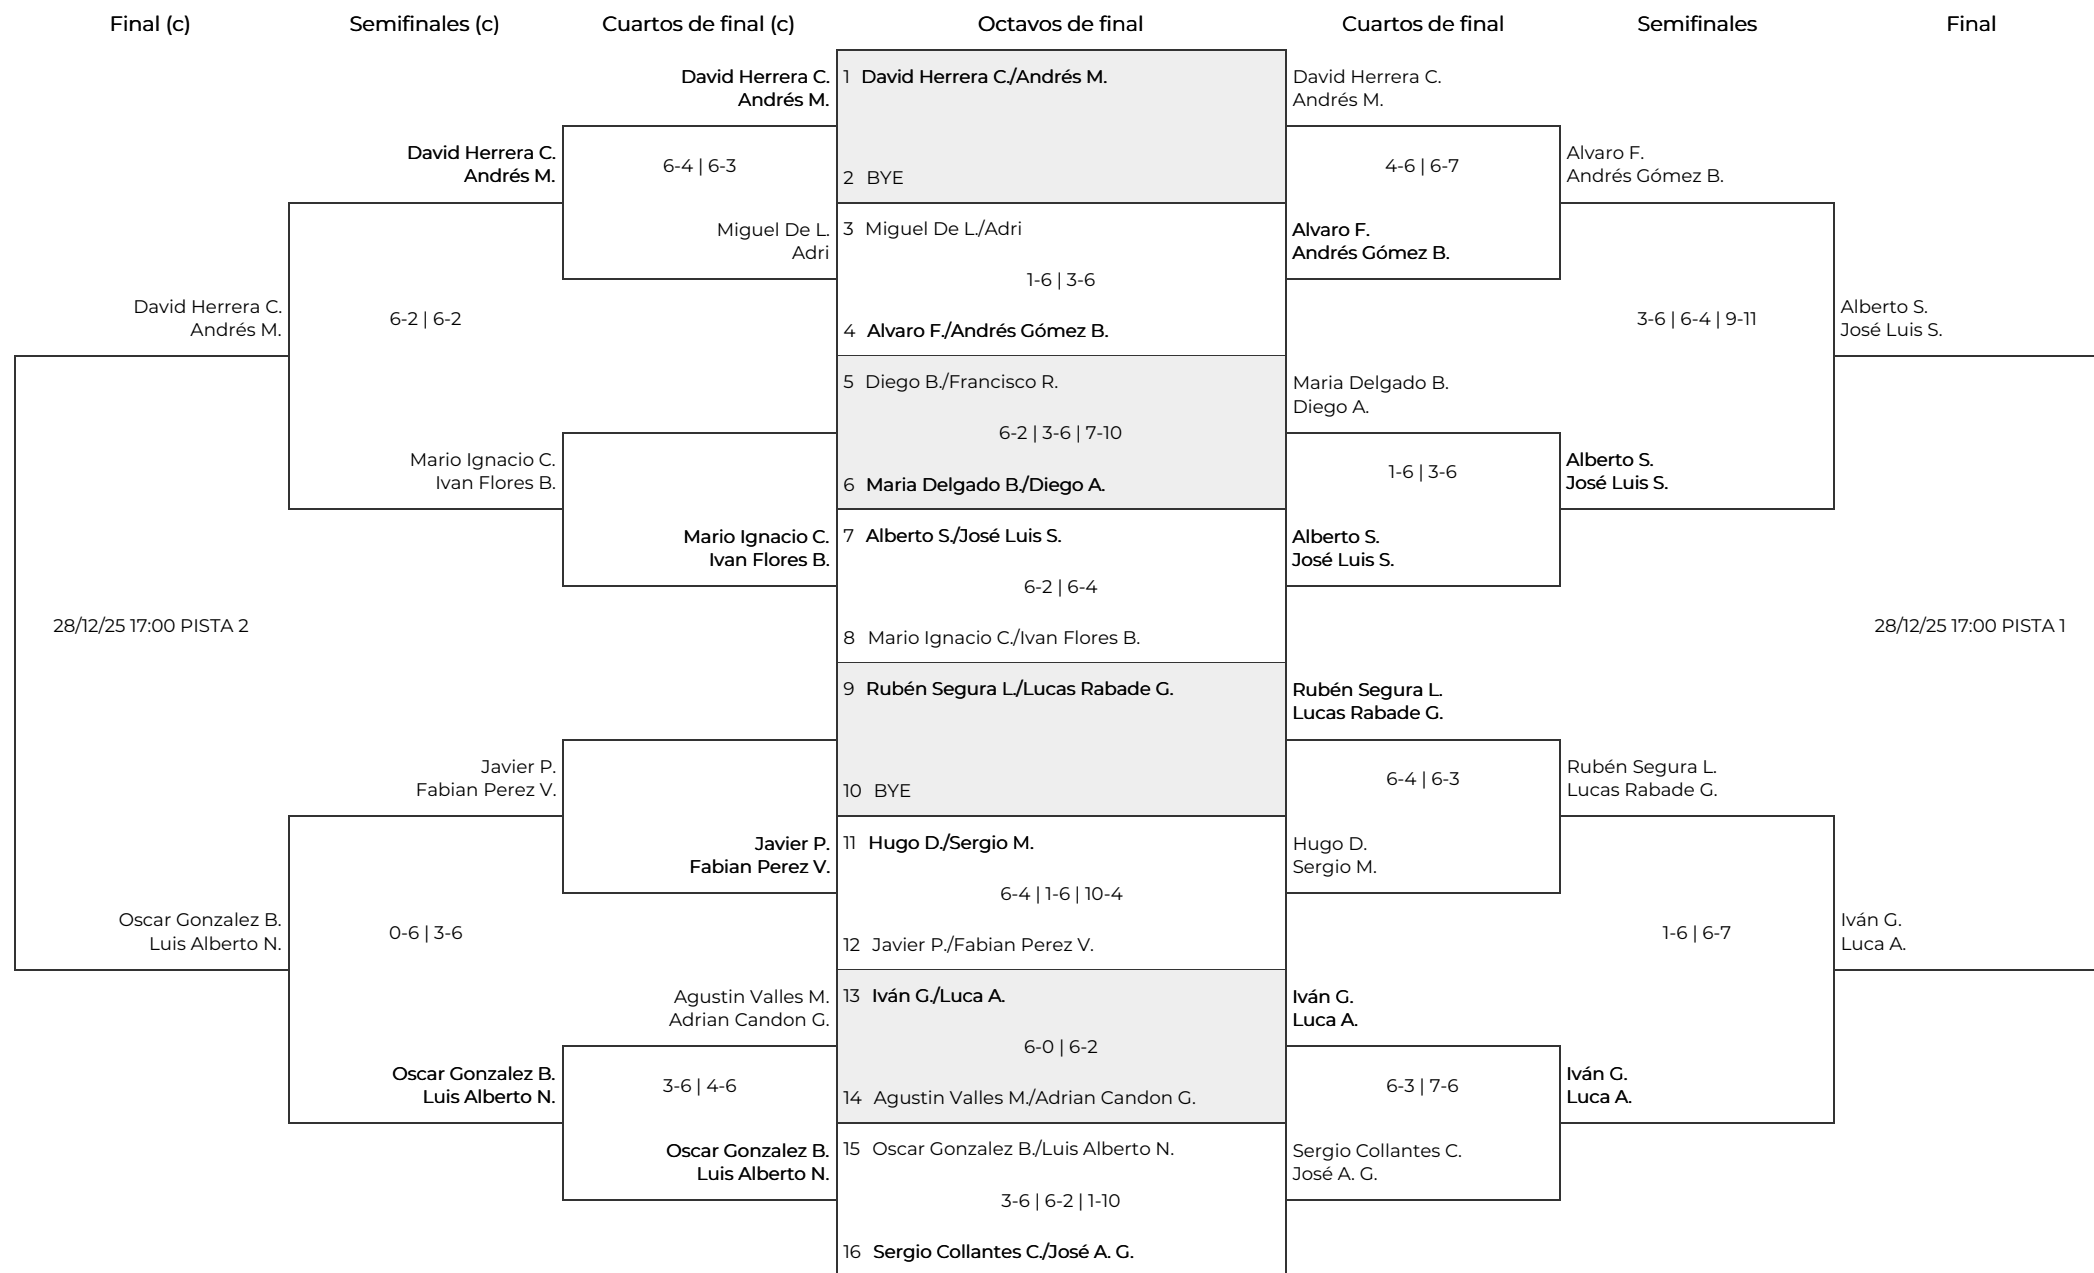 Final (c)
Semifinales (c)
Cuartos de final (c)
Octavos de final
Cuartos de final
Semifinales
Final
David Herrera C.
Andrés M.
Oscar Gonzalez B.
Luis Alberto N.
28/12/25 17:00 PISTA 2
David Herrera C.
Andrés M.
6-2 | 6-2
Mario Ignacio C.
Ivan Flores B.
Javier P.
Fabian Perez V.
0-6 | 3-6
Oscar Gonzalez B.
Luis Alberto N.
David Herrera C.
Andrés M.
6-4 | 6-3
Miguel De L.
Adri
Mario Ignacio C.
Ivan Flores B.
Javier P.
Fabian Perez V.
Agustin Valles M.
Adrian Candon G.
3-6 | 4-6
Oscar Gonzalez B.
Luis Alberto N.
1 David Herrera C./Andrés M.
2 BYE
3 Miguel De L./Adri
1-6 | 3-6
4 Alvaro F./Andrés Gómez B.
5 Diego B./Francisco R.
6-2 | 3-6 | 7-10
6 Maria Delgado B./Diego A.
7 Alberto S./José Luis S.
6-2 | 6-4
8 Mario Ignacio C./Ivan Flores B.
9 Rubén Segura L./Lucas Rabade G.
10 BYE
11 Hugo D./Sergio M.
6-4 | 1-6 | 10-4
12 Javier P./Fabian Perez V.
13 Iván G./Luca A.
6-0 | 6-2
14 Agustin Valles M./Adrian Candon G.
15 Oscar Gonzalez B./Luis Alberto N.
3-6 | 6-2 | 1-10
16 Sergio Collantes C./José A. G.
David Herrera C.
Andrés M.
4-6 | 6-7
Alvaro F.
Andrés Gómez B.
Maria Delgado B.
Diego A.
1-6 | 3-6
Alberto S.
José Luis S.
Rubén Segura L.
Lucas Rabade G.
6-4 | 6-3
Hugo D.
Sergio M.
Iván G.
Luca A.
6-3 | 7-6
Sergio Collantes C.
José A. G.
Alvaro F.
Andrés Gómez B.
3-6 | 6-4 | 9-11
Alberto S.
José Luis S.
Rubén Segura L.
Lucas Rabade G.
1-6 | 6-7
Iván G.
Luca A.
Alberto S.
José Luis S.
28/12/25 17:00 PISTA 1
Iván G.
Luca A.